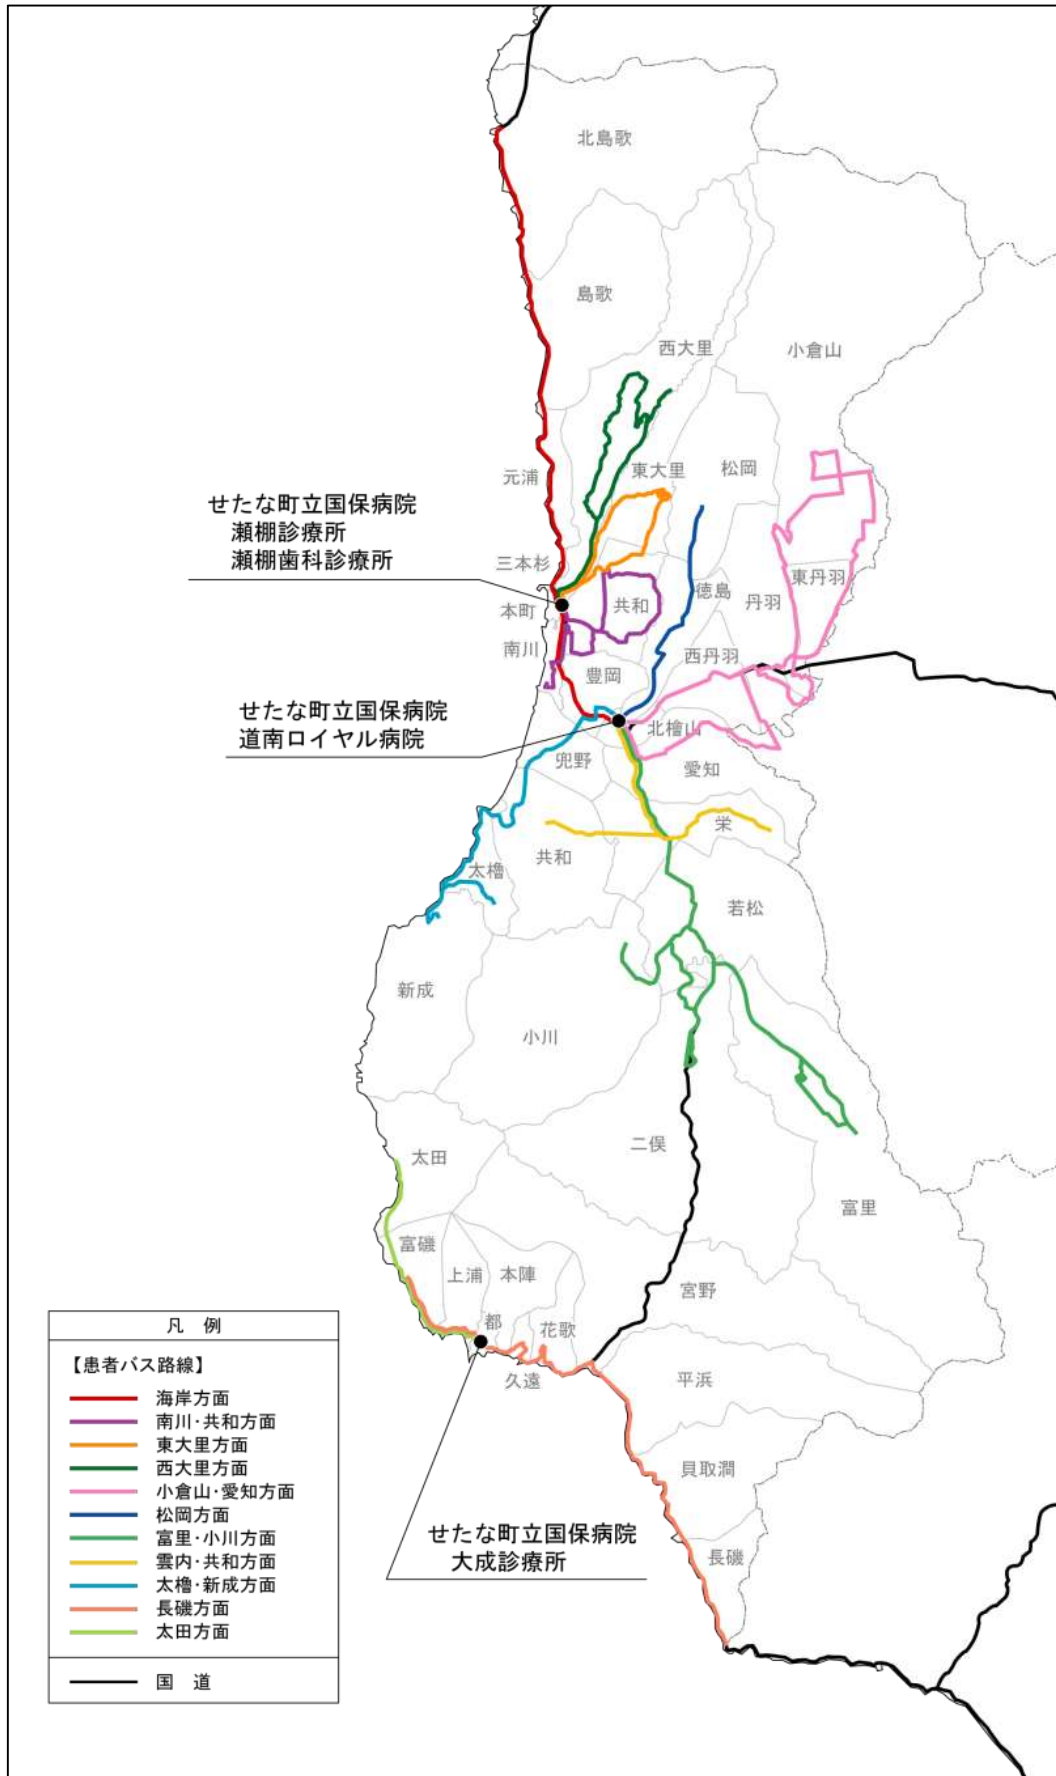 北島歌
島歌
西大里
小倉山
元浦
東大里
松岡
せたな町立国保病院
瀬棚診療所
瀬棚歯科診療所
三本杉
本町
共和
徳島
丹羽
東丹羽
南川
豊岡
西丹羽
せたな町立国保病院
道南ロイヤル病院
北檜山
兜野
愛知
栄
共和
太櫓
若松
新成
小川
二俣
太田
富里
富磯
上浦
本陣
宮野
都
花歌
久遠
平浜
貝取澗
長磯
せたな町立国保病院
大成診療所
凡 例
【患者バス路線】
海岸方面
南川・共和方面
東大里方面
西大里方面
小倉山・愛知方面
松岡方面
富里・小川方面
雲内・共和方面
太櫓・新成方面
長磯方面
太田方面
国 道